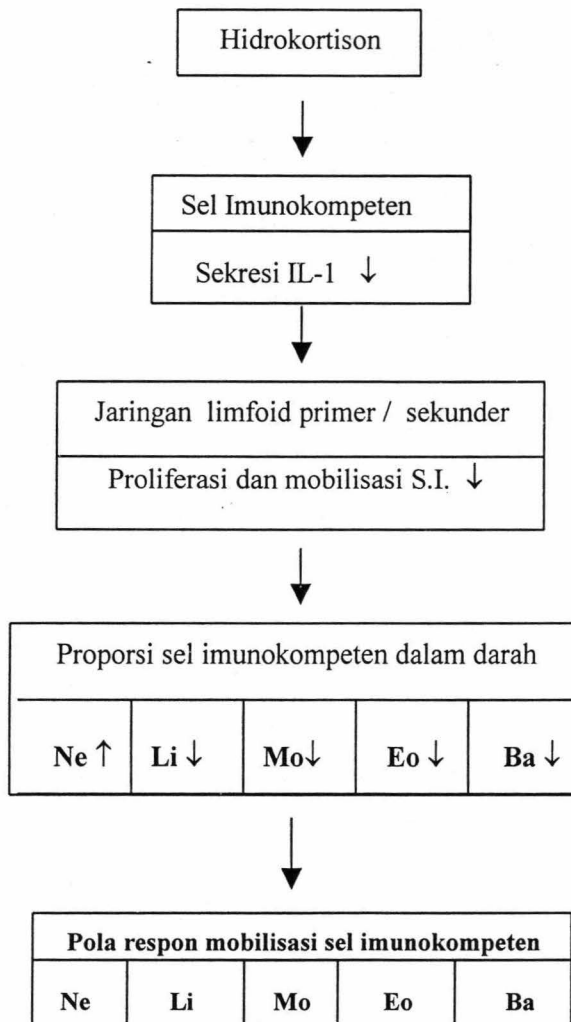 Hidrokortison
Sel Imunokompeten
Sekresi IL-1 ↓
Jaringan limfoid primer / sekunder
Proliferasi dan mobilisasi S.I. ↓
Proporsi sel imunokompeten dalam darah
Ne ↑ Li ↓ Mo↓ Eo ↓ Ba ↓
Pola respon mobilisasi sel imunokompeten
Ne Li Mo Eo Ba